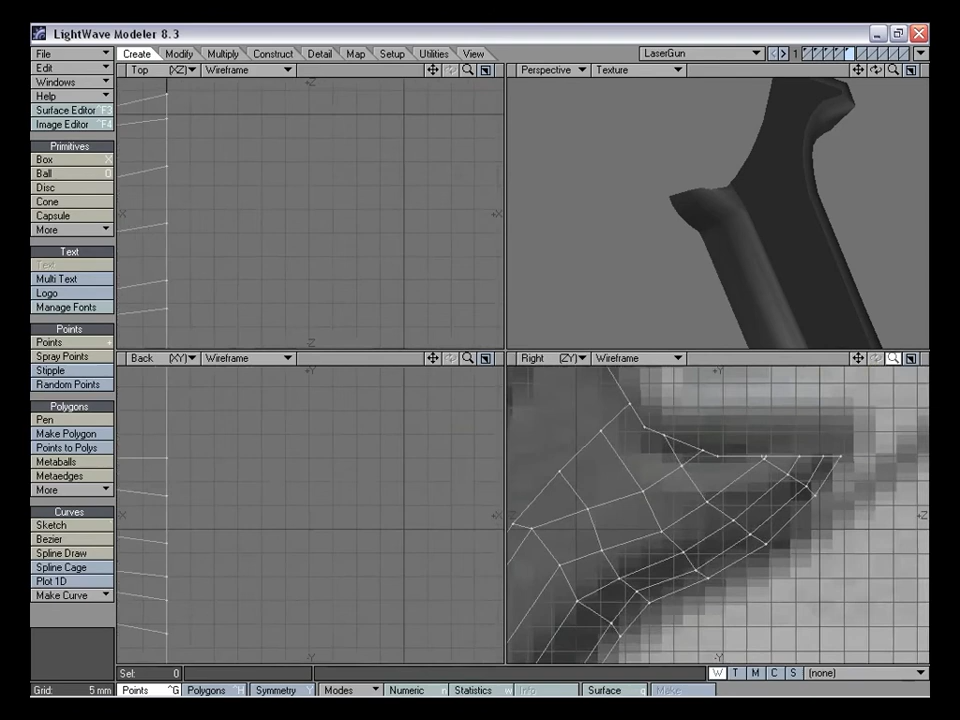 LightWave Modeler 8.3
File
Edit
Windows
Help
Surface Editor F3
Image Editor ^F4
Primitives
Box X
Ball O
Disc
Cone
Capsule
More
Text
Text
Multi Text
Logo
Manage Fonts
Points
Points +
Spray Points
Stipple
Random Points
Polygons
Pen
Make Polygon
Points to Polys
Metaballs
Metaedges
More
Curves
Sketch
Bezier
Spline Draw
Spline Cage
Plot 1D
Make Curve
Create Modify Multiply Construct Detail Map Setup Utilities View LaserGun 1
Top (XZ) Wireframe
Perspective Texture
Back (XY) Wireframe
Right (ZY) Wireframe
Sel: 0
W T M C S (none)
Grid: 5 mm Points ^G Polygons ^H Symmetry Y Modes Numeric n Statistics w Info i Surface q Make